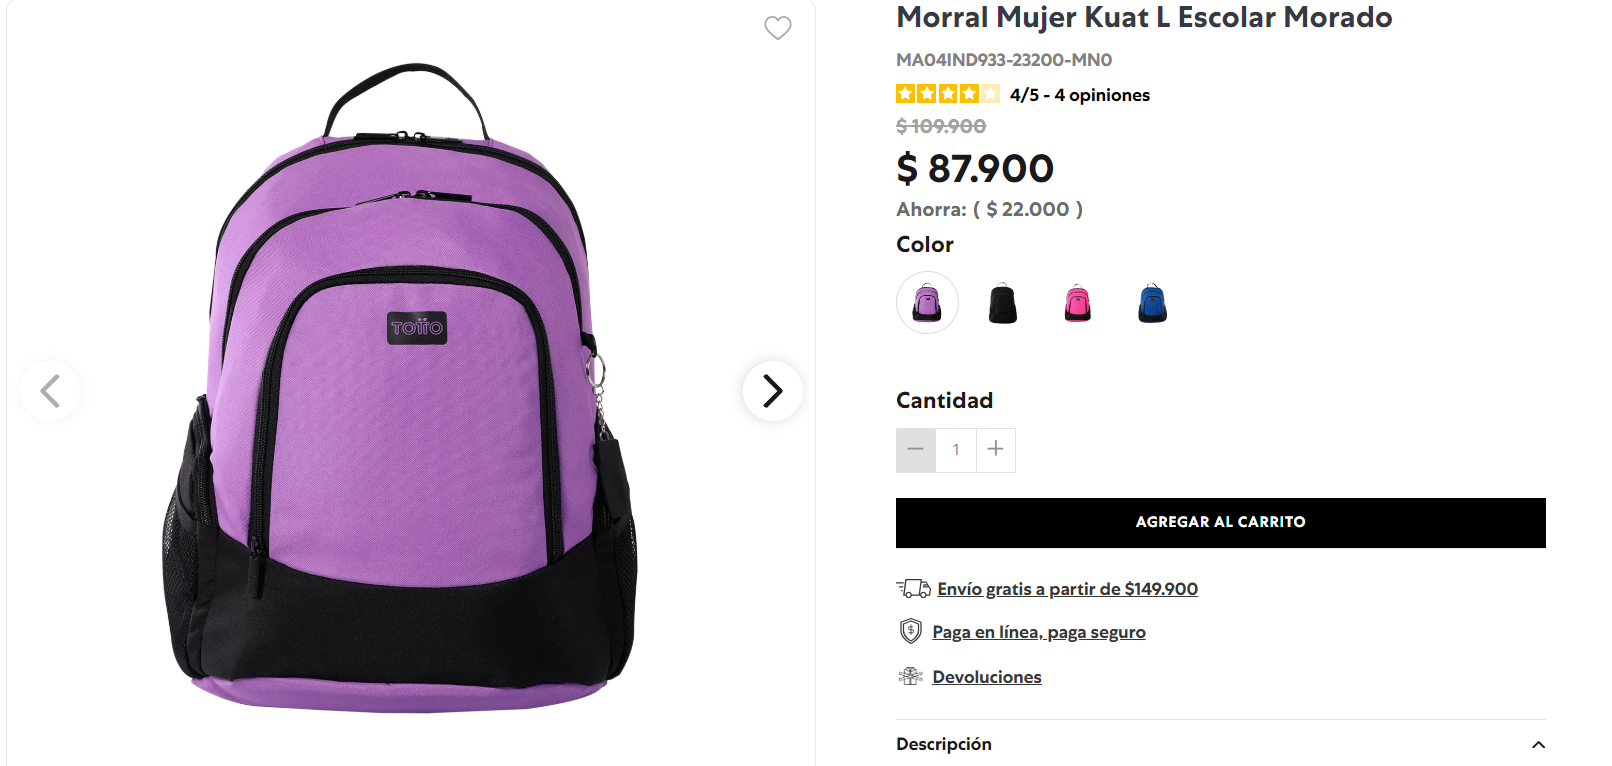 Morral Mujer Kuat L Escolar Morado
MA04IND933-23200-MN0
4/5 - 4 opiniones
$ 109.900
$ 87.900
Ahorra: ( $ 22.000 )
Color
TOTTO
Cantidad
1
AGREGAR AL CARRITO
Envío gratis a partir de $149.900
Paga en línea, paga seguro
Devoluciones
Descripción